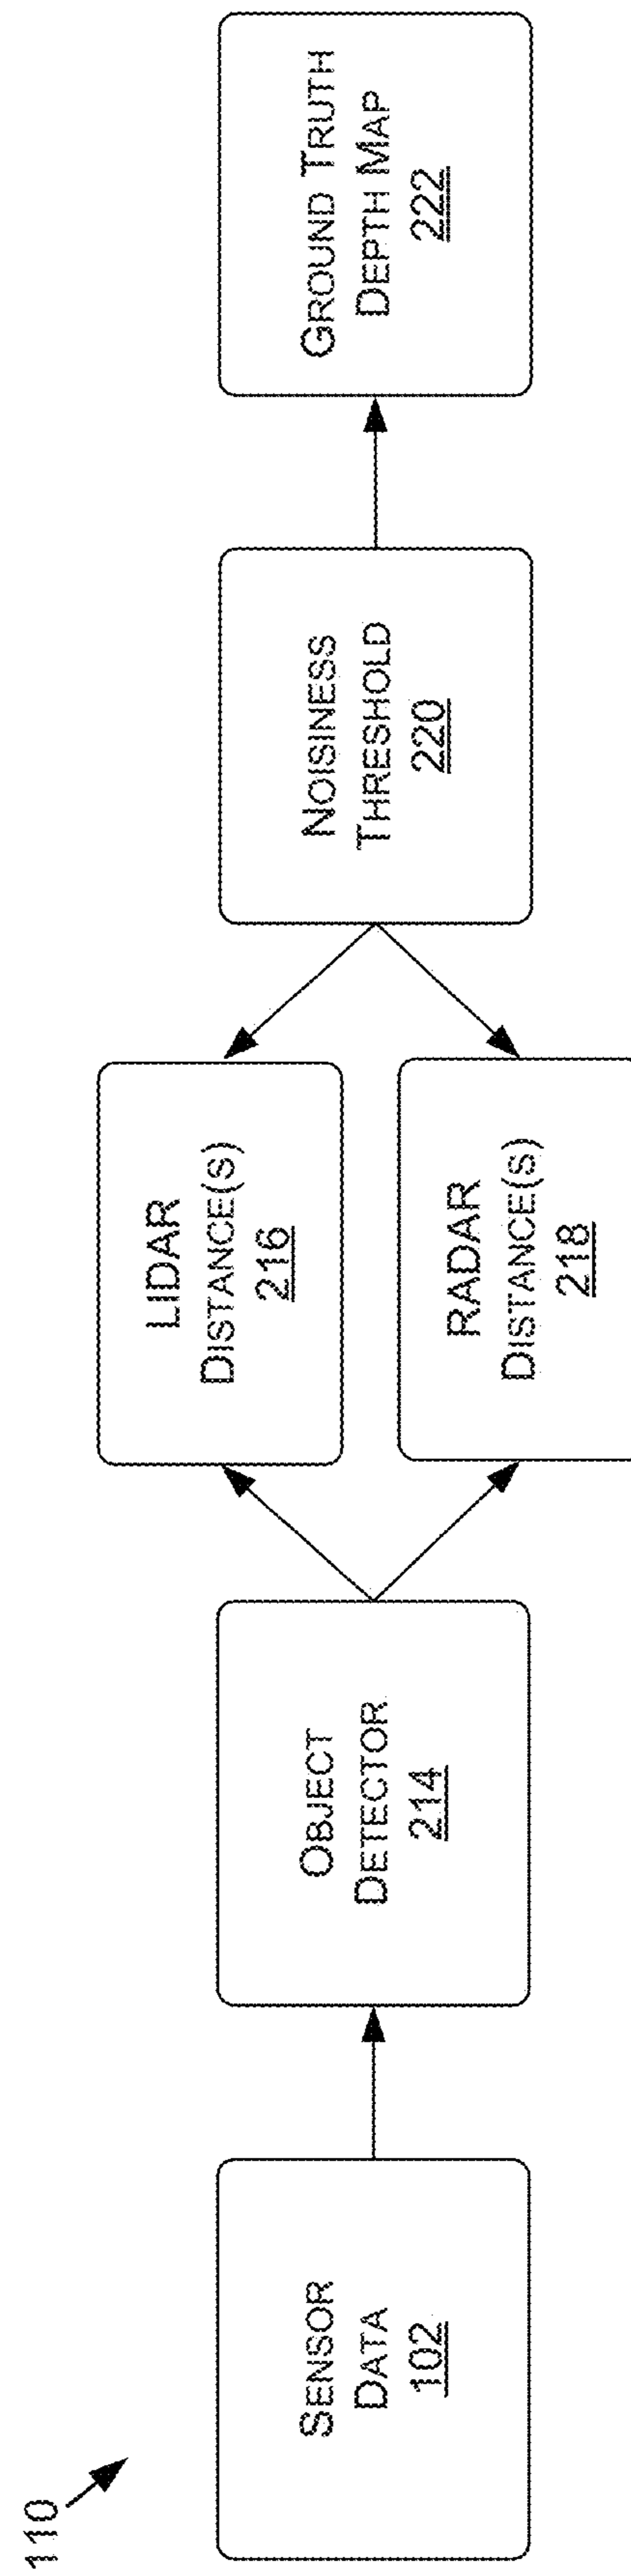 110
SENSOR
DATA
102
OBJECT
DETECTOR
214
LIDAR
DISTANCE(S)
216
RADAR
DISTANCE(S)
218
NOISINESS
THRESHOLD
220
GROUND TRUTH
DEPTH MAP
222